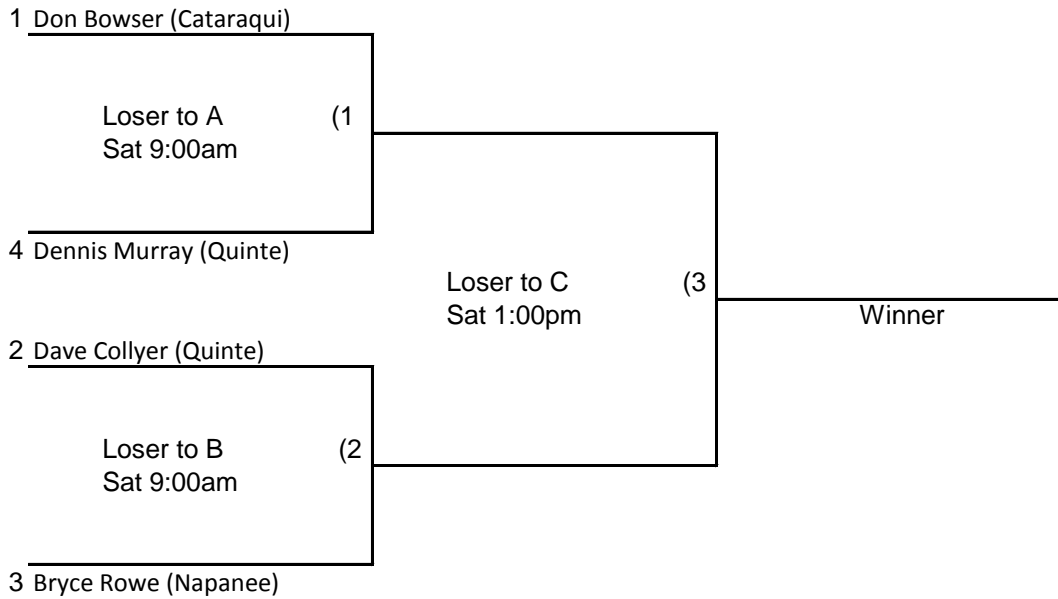 1 Don Bowser (Cataraqui)
Loser to A (1
Sat 9:00am
4 Dennis Murray (Quinte)
Loser to C (3
Sat 1:00pm
Winner
2 Dave Collyer (Quinte)
Loser to B (2
Sat 9:00am
3 Bryce Rowe (Napanee)